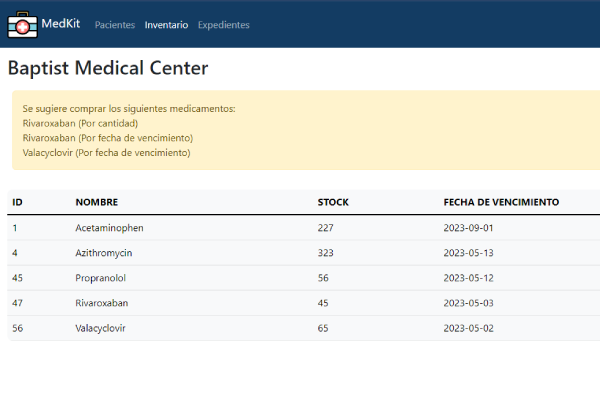 MedKit Pacientes Inventario Expedientes
Baptist Medical Center
Se sugiere comprar los siguientes medicamentos:
Rivaroxaban (Por cantidad)
Rivaroxaban (Por fecha de vencimiento)
Valacyclovir (Por fecha de vencimiento)
ID NOMBRE STOCK FECHA DE VENCIMIENTO
1 Acetaminophen 227 2023-09-01
4 Azithromycin 323 2023-05-13
45 Propranolol 56 2023-05-12
47 Rivaroxaban 45 2023-05-03
56 Valacyclovir 65 2023-05-02